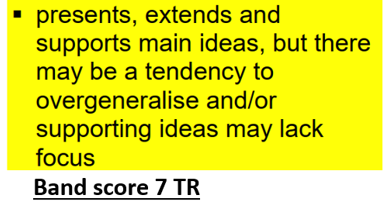 ▪ presents, extends and
supports main ideas, but there
may be a tendency to
overgeneralise and/or
supporting ideas may lack
focus
Band score 7 TR